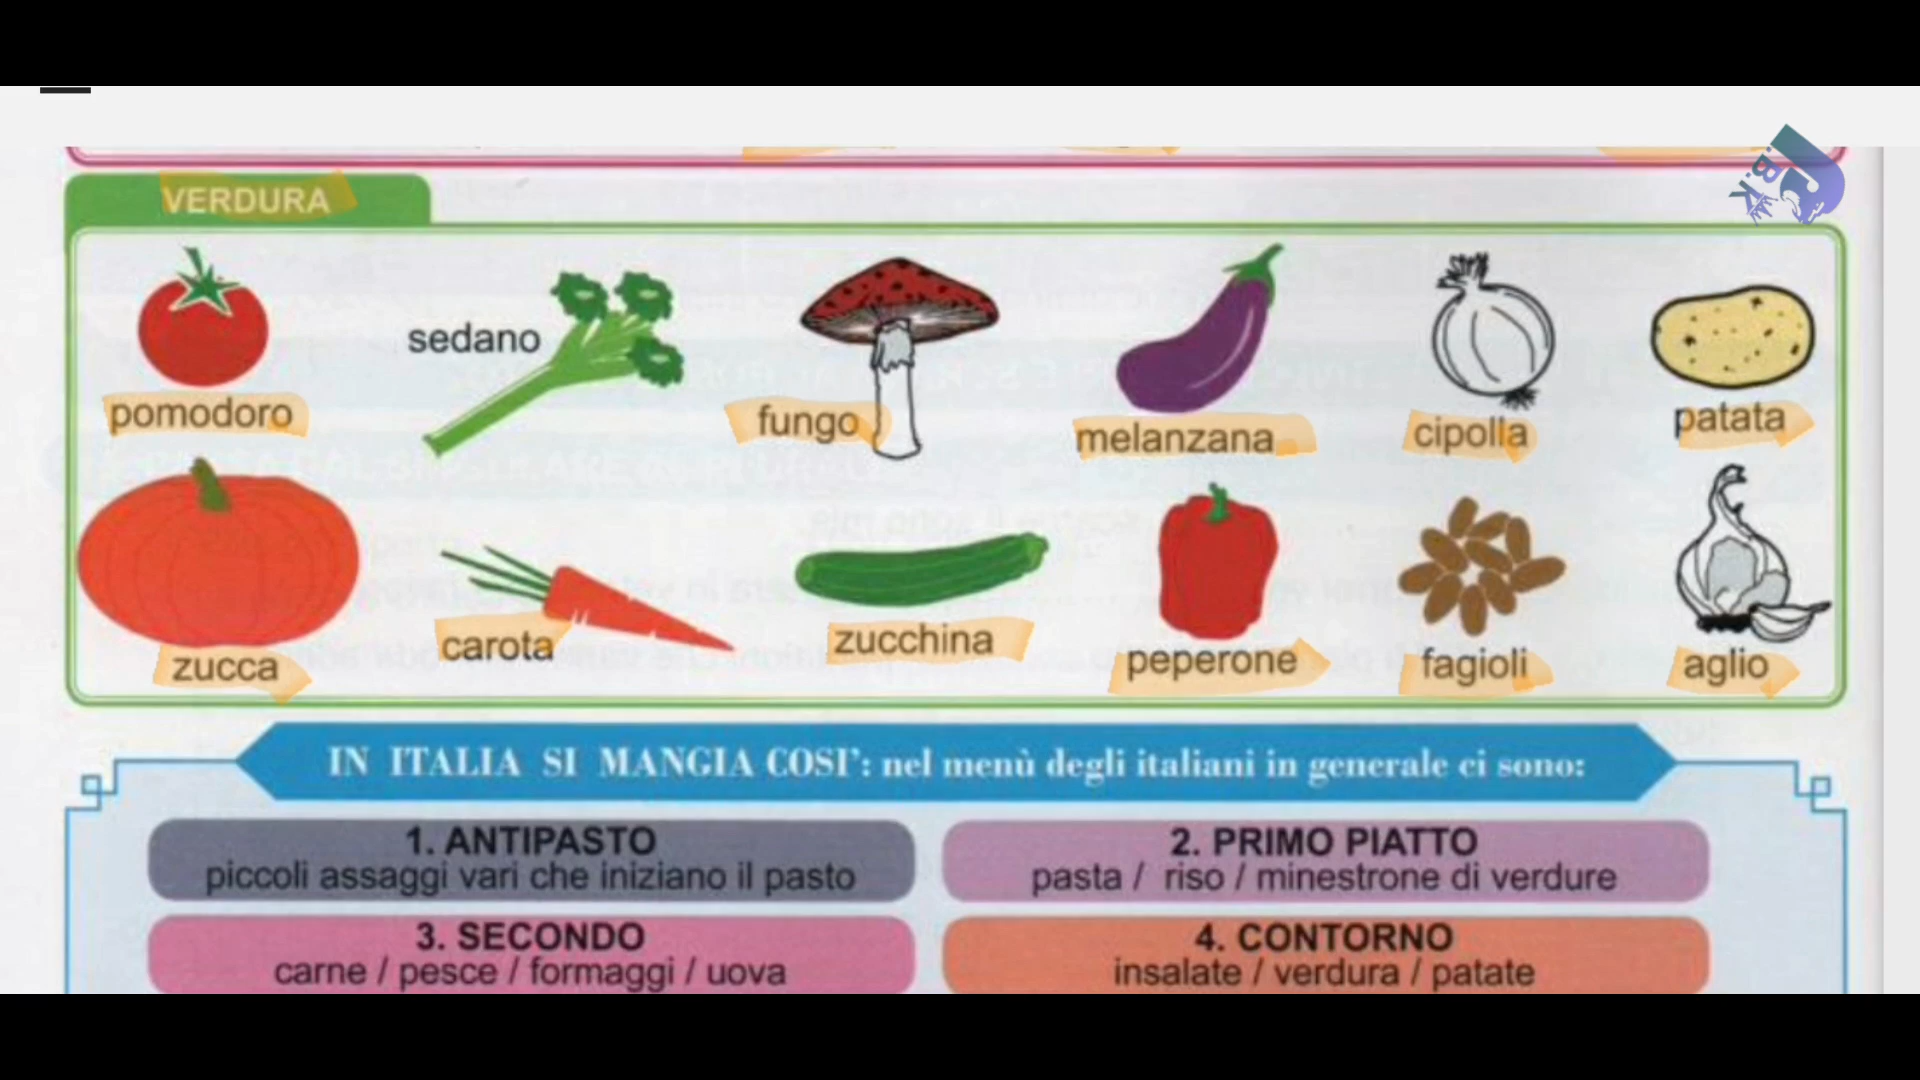 VERDURA
pomodoro
sedano
fungo
melanzana
cipolla
patata
zucca
carota
zucchina
peperone
fagioli
aglio
IN ITALIA SI MANGIA COSI': nel menù degli italiani in generale ci sono:
1. ANTIPASTO
piccoli assaggi vari che iniziano il pasto
2. PRIMO PIATTO
pasta / riso / minestrone di verdure
3. SECONDO
carne / pesce / formaggi / uova
4. CONTORNO
insalate / verdura / patate